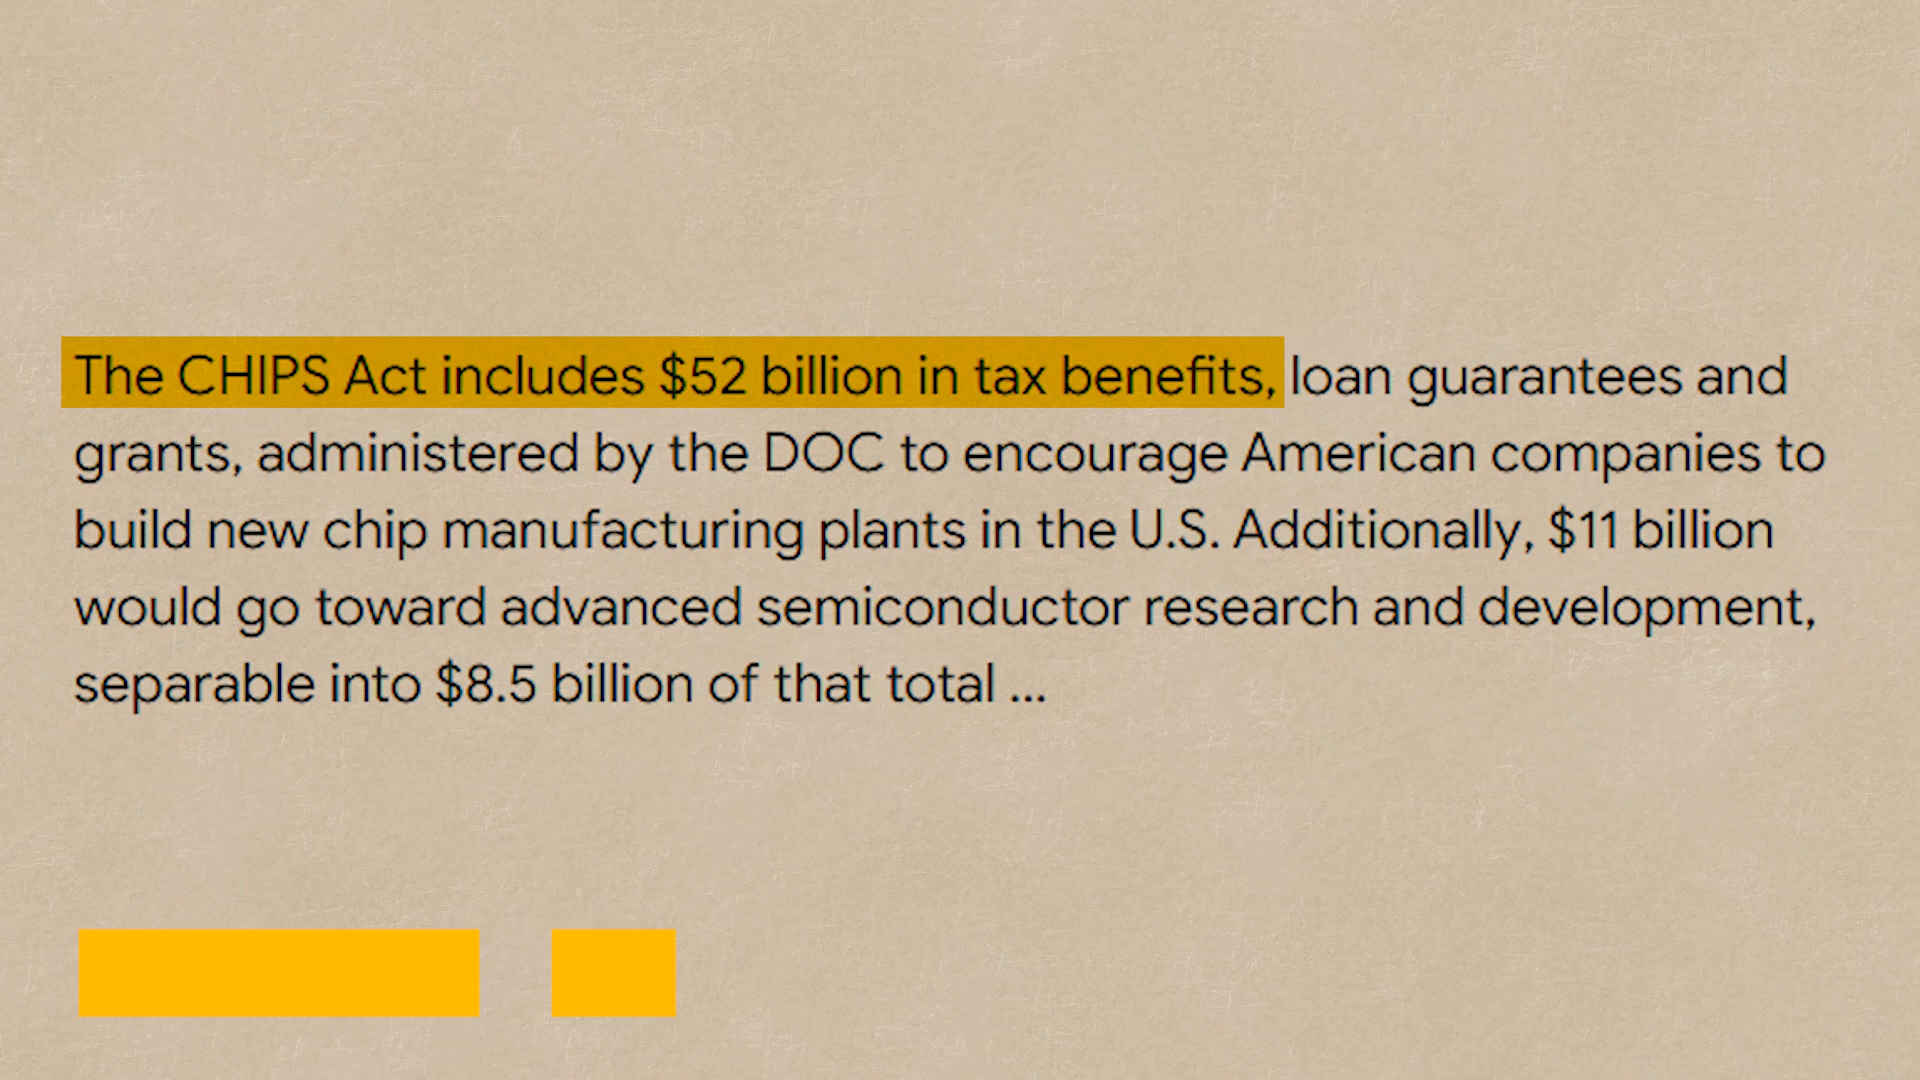 The CHIPS Act includes $52 billion in tax benefits, loan guarantees and
grants, administered by the DOC to encourage American companies to
build new chip manufacturing plants in the U.S. Additionally, $11 billion
would go toward advanced semiconductor research and development,
separable into $8.5 billion of that total ...